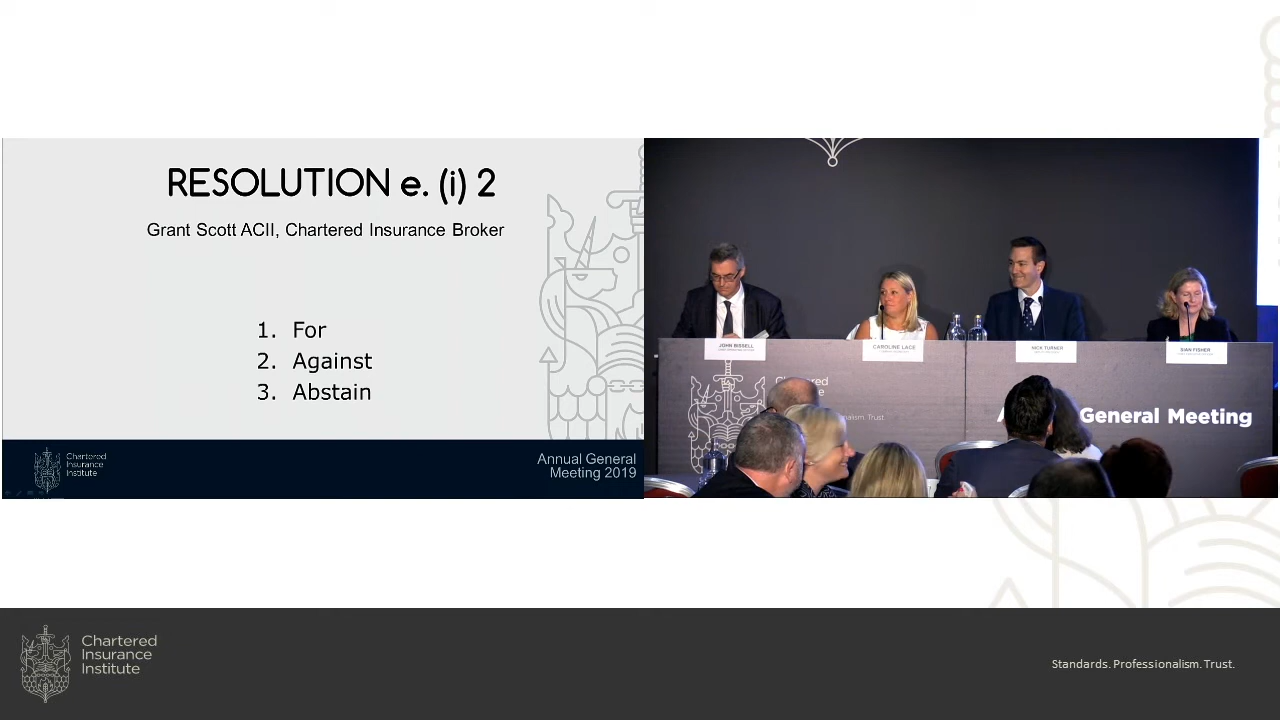 RESOLUTION e. (i) 2
Grant Scott ACII, Chartered Insurance Broker
1. For
2. Against
3. Abstain
Chartered
Insurance
Institute
Annual General
Meeting 2019
JOHN BISSELL
CAROLINE LACE
NICK TURNER
SIAN FISHER
Chartered
General Meeting
Chartered
Insurance
Institute
Standards. Professionalism. Trust.